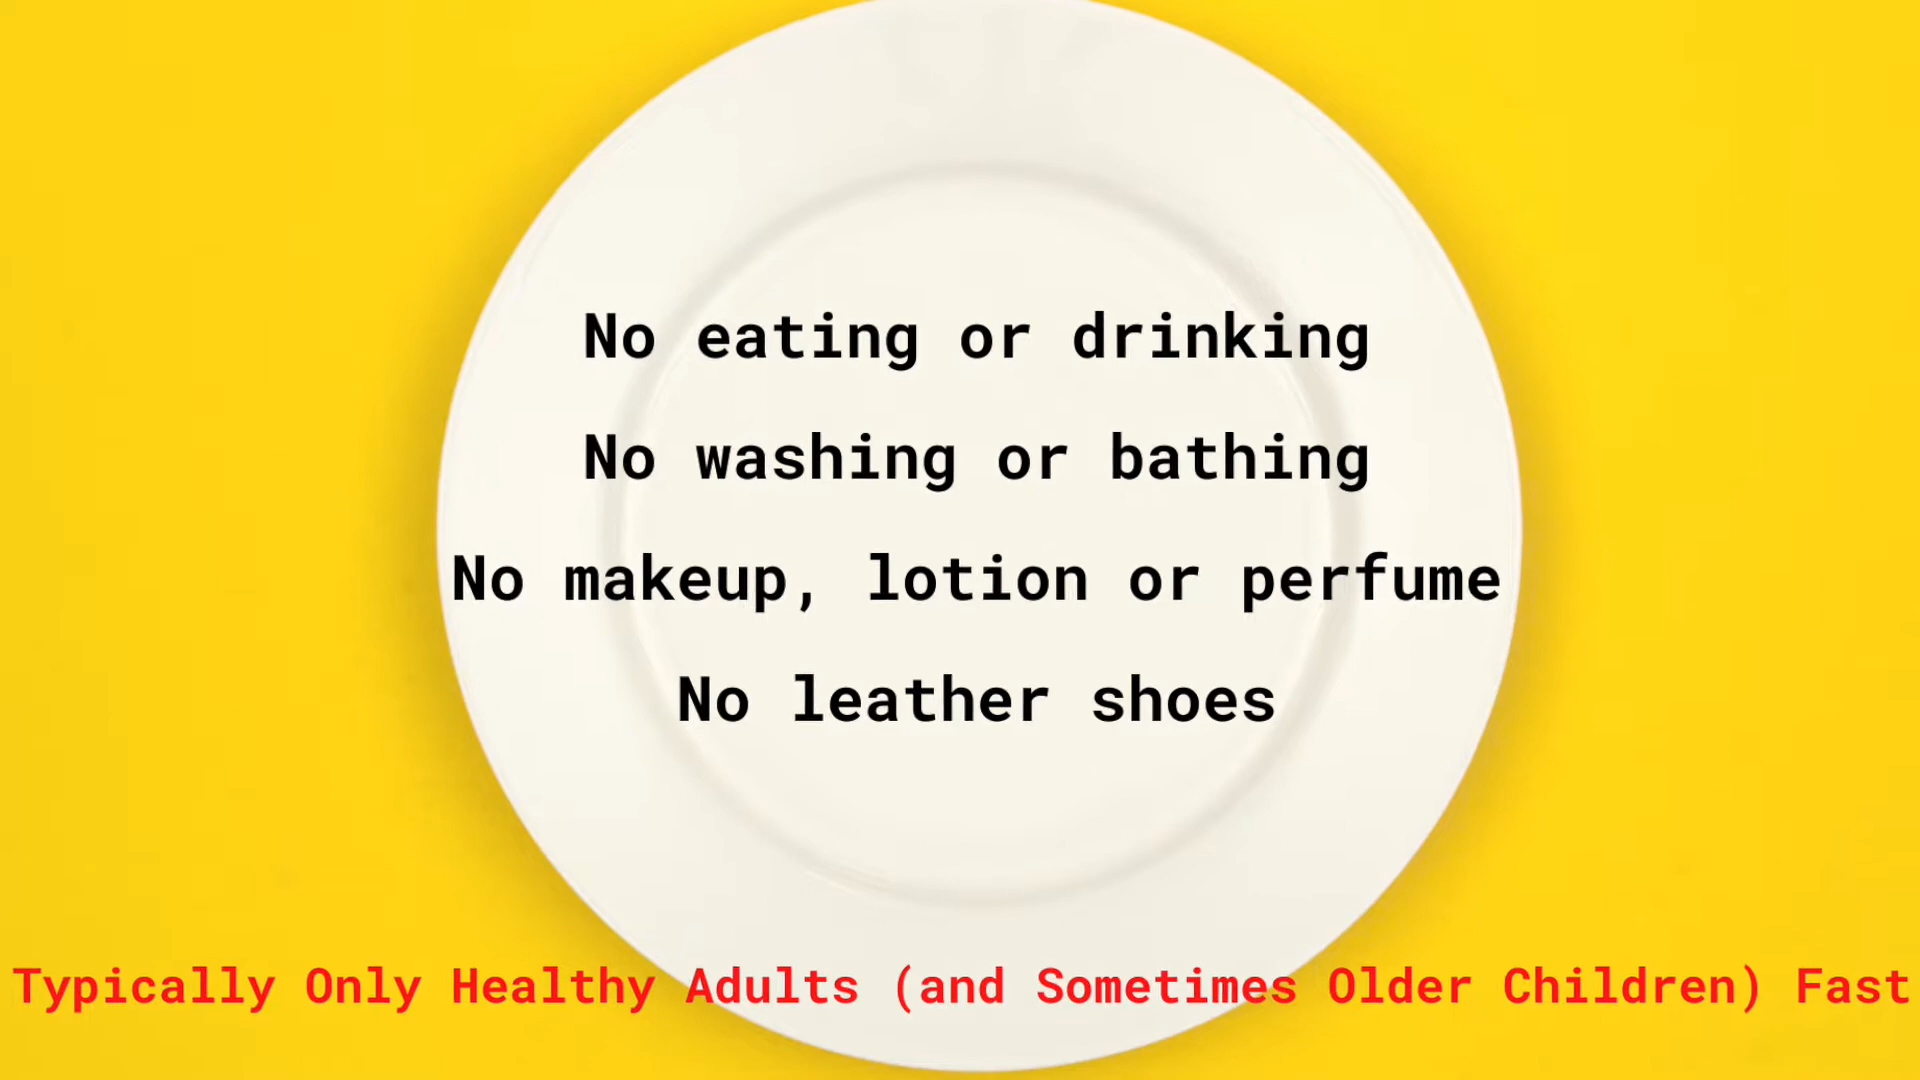 No eating or drinking
No washing or bathing
No makeup, lotion or perfume
No leather shoes
Typically Only Healthy Adults (and Sometimes Older Children) Fast